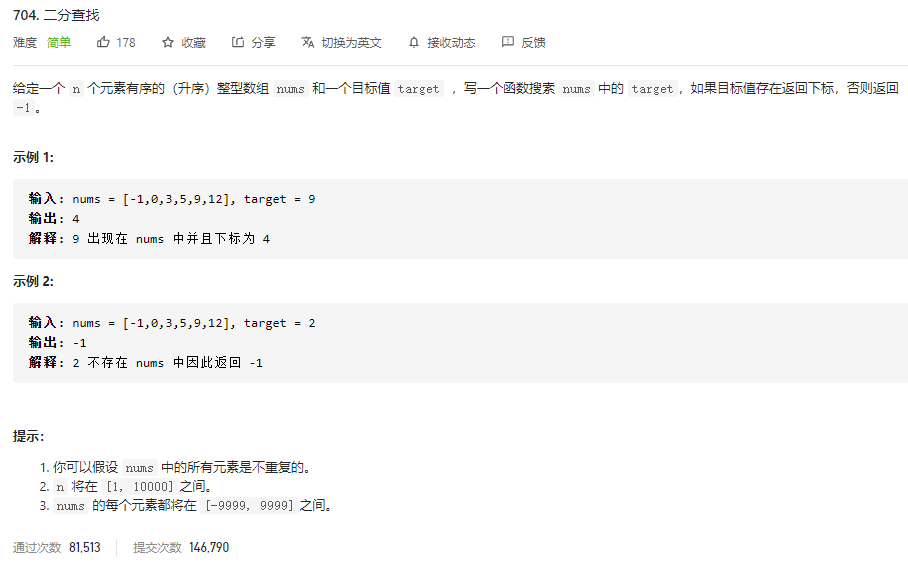 704. 二分查找
难度 简单 178 收藏 分享 切换为英文 接收动态 反馈
给定一个 n 个元素有序的（升序）整型数组 nums 和一个目标值 target ，写一个函数搜索 nums 中的 target，如果目标值存在返回下标，否则返回
-1。
示例 1:
输入: nums = [-1,0,3,5,9,12], target = 9
输出: 4
解释: 9 出现在 nums 中并且下标为 4
示例 2:
输入: nums = [-1,0,3,5,9,12], target = 2
输出: -1
解释: 2 不存在 nums 中因此返回 -1
提示：
1. 你可以假设 nums 中的所有元素是不重复的。
2. n 将在 [1, 10000]之间。
3. nums 的每个元素都将在 [-9999, 9999]之间。
通过次数 81,513 提交次数 146,790